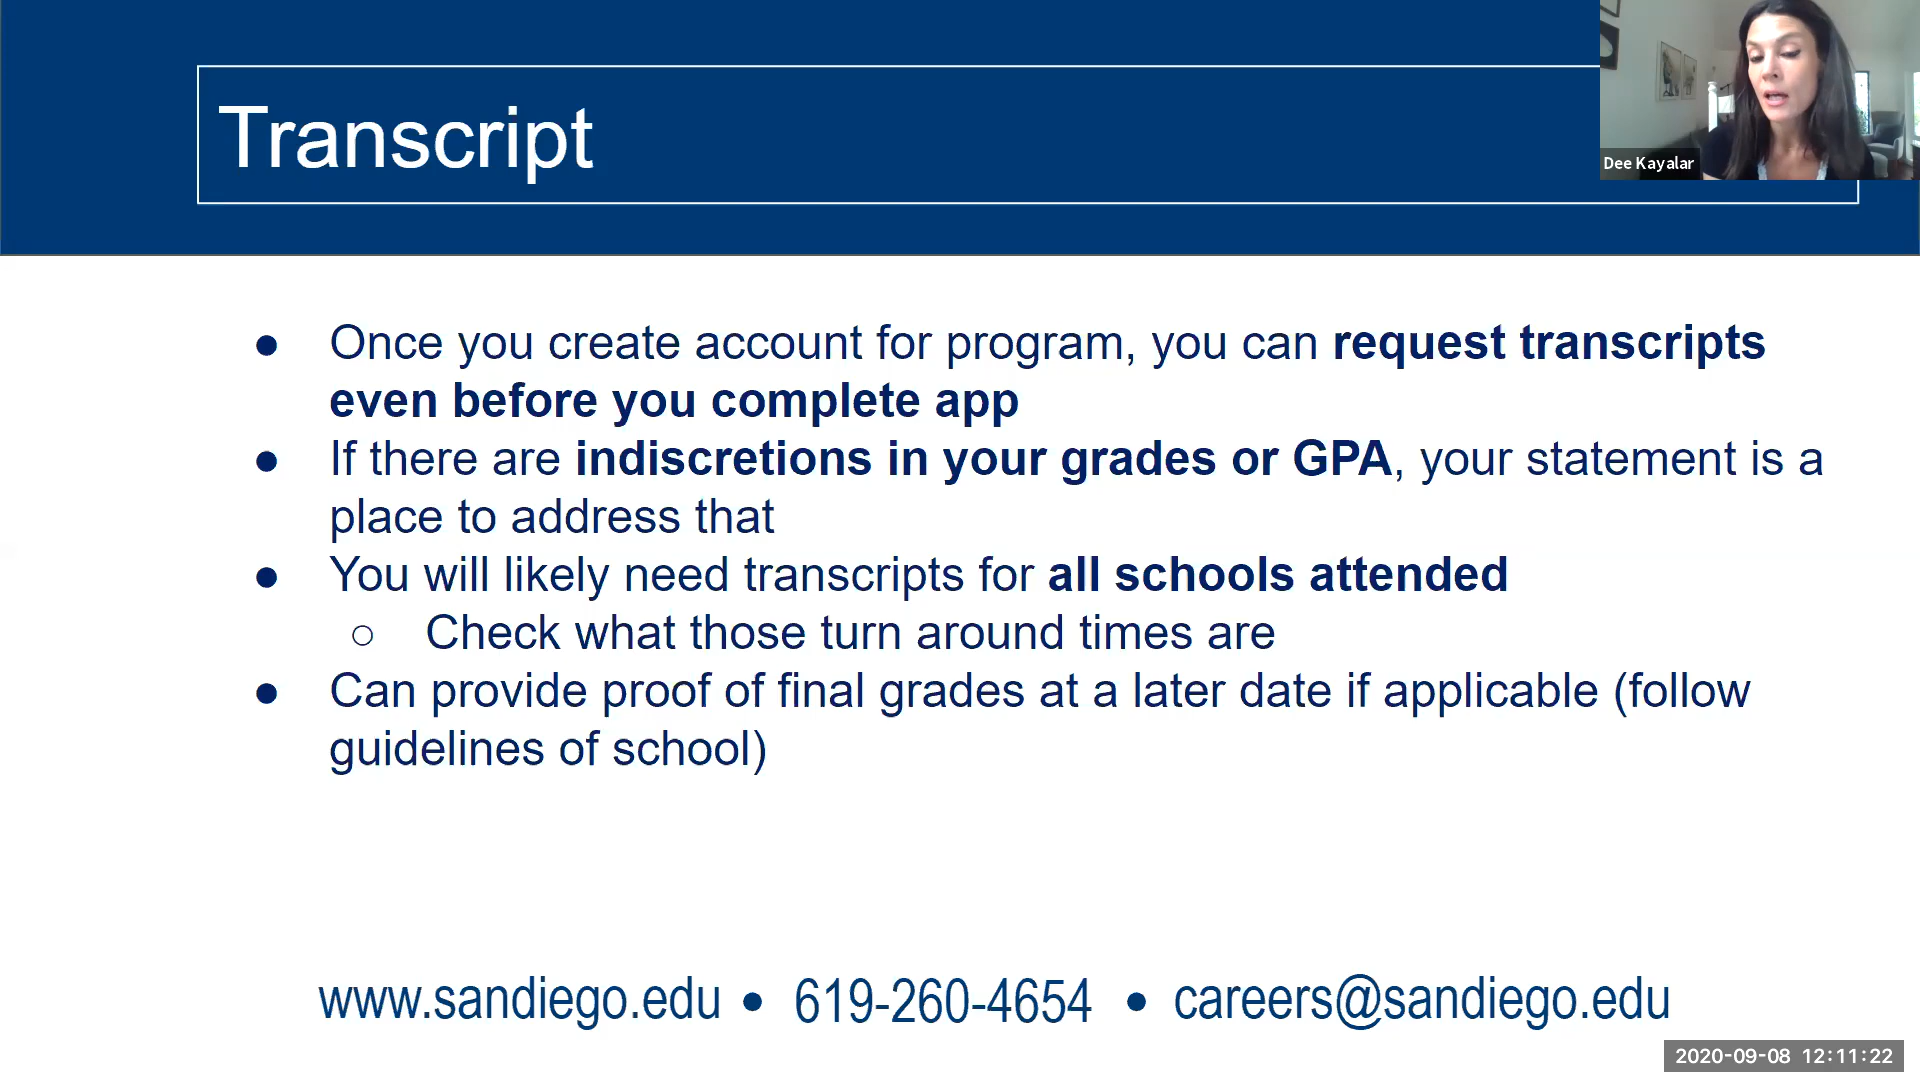 Transcript
Dee Kayalar
● Once you create account for program, you can request transcripts
even before you complete app
● If there are indiscretions in your grades or GPA, your statement is a
place to address that
● You will likely need transcripts for all schools attended
○ Check what those turn around times are
● Can provide proof of final grades at a later date if applicable (follow
guidelines of school)
www.sandiego.edu ● 619-260-4654 ● careers@sandiego.edu
2020-09-08 12:11:22